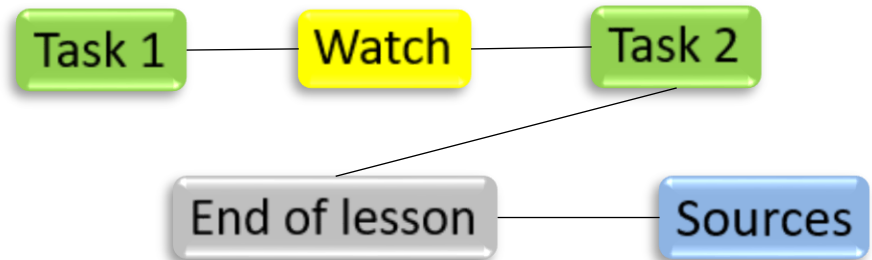 Task 1
Watch
Task 2
End of lesson
Sources